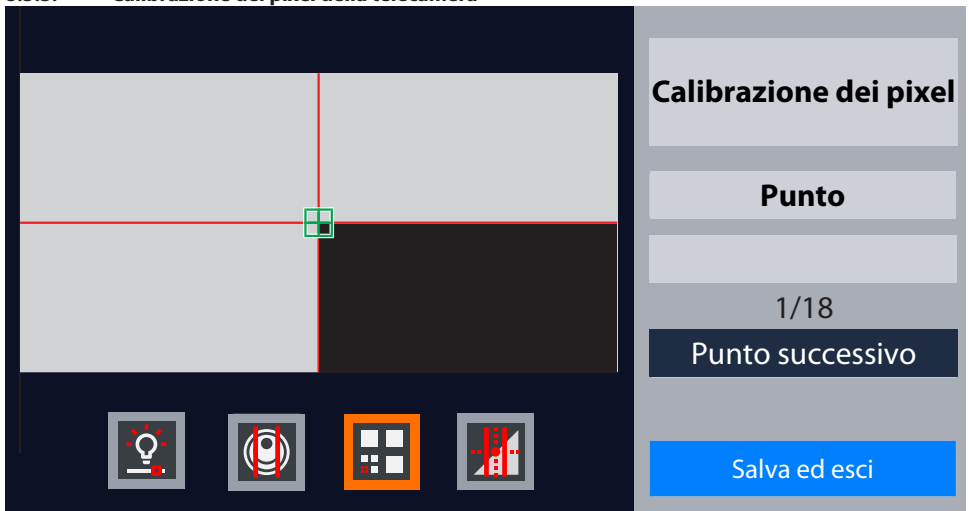 Calibrazione dei pixel
Punto
1/18
Punto successivo
Salva ed esci